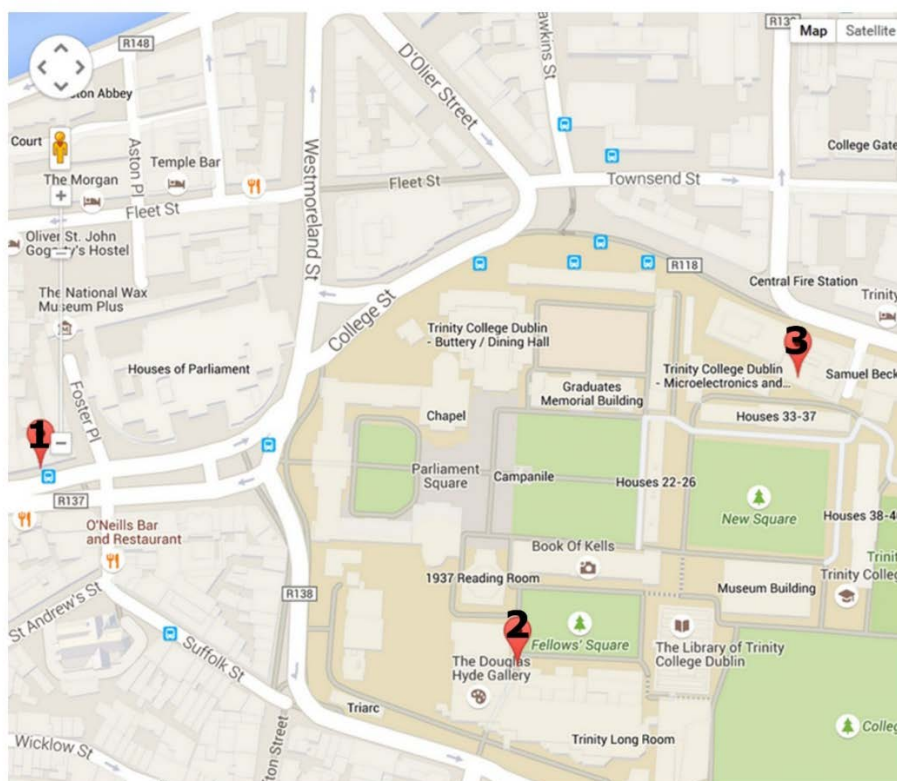 R148
awkins St
R13
Map
Satellite
ton Abbey
D'Olier Street
Court
Aston Pl
Temple Bar
Westmoreland St
College Gate
The Morgan
Fleet St
Townsend St
Fleet St
Oliver St. John
Gogarty's Hostel
R118
Central Fire Station
The National Wax
Museum Plus
Trinity
College St
Trinity College Dublin
- Buttery / Dining Hall
3
Houses of Parliament
Trinity College Dublin
- Microelectronics and...
Samuel Beck
Graduates
Memorial Building
Foster Pl
Chapel
Houses 33-37
1
Parliament
Square
Campanile
Houses 22-26
R137
New Square
Houses 38-40
O'Neills Bar
and Restaurant
Book Of Kells
Trinit
1937 Reading Room
Museum Building
Trinity Colleg
R138
St Andrew's St
2
Fellows' Square
The Library of Trinity
College Dublin
Suffolk St
The Douglas
Hyde Gallery
Triarc
Colleg
Wicklow St
ton Street
Trinity Long Room